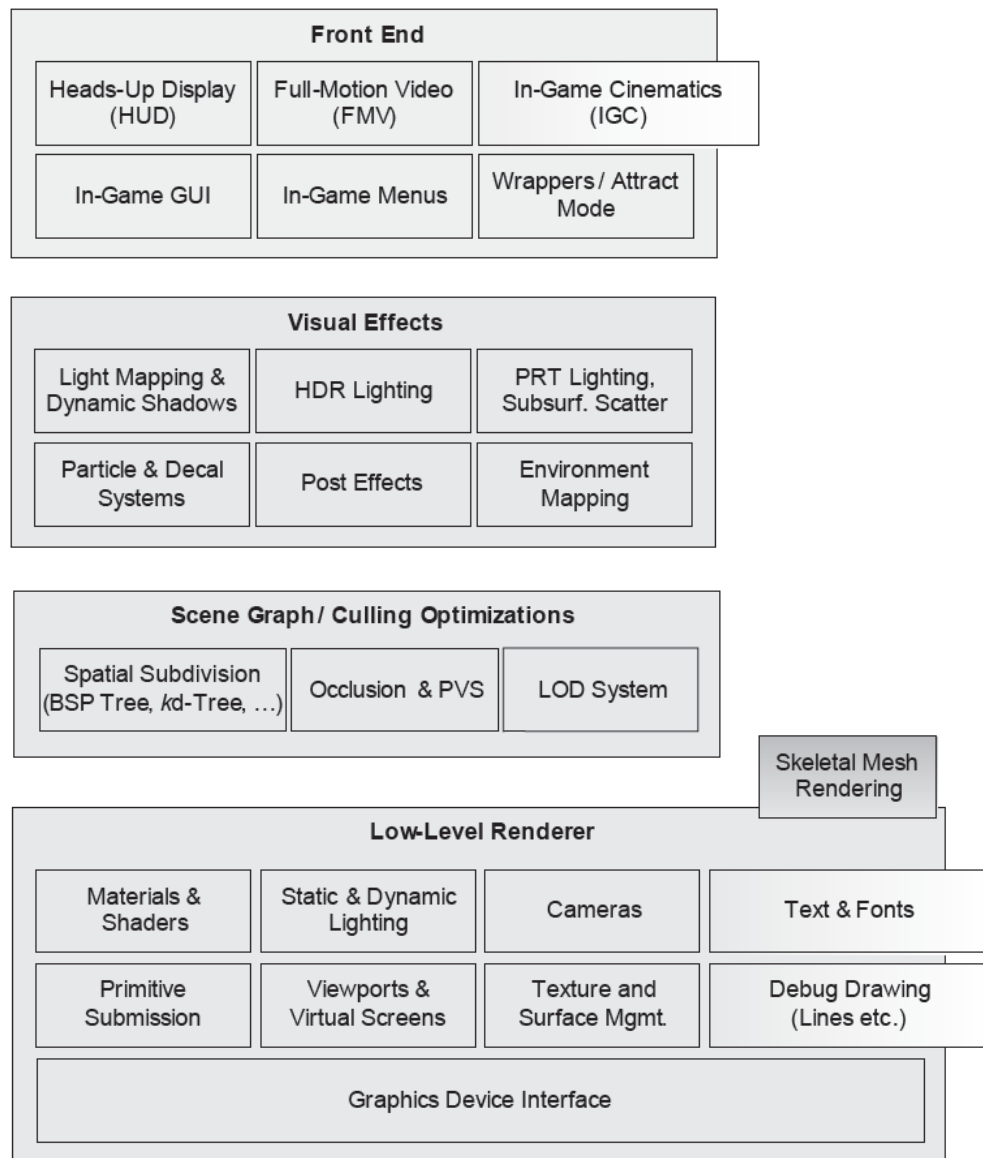 Front End
Heads-Up Display
(HUD)
Full-Motion Video
(FMV)
In-Game Cinematics
(IGC)
In-Game GUI
In-Game Menus
Wrappers / Attract
Mode
Visual Effects
Light Mapping &
Dynamic Shadows
HDR Lighting
PRT Lighting,
Subsurf. Scatter
Particle & Decal
Systems
Post Effects
Environment
Mapping
Scene Graph / Culling Optimizations
Spatial Subdivision
(BSP Tree, kd-Tree, …)
Occlusion & PVS
LOD System
Skeletal Mesh
Rendering
Low-Level Renderer
Materials &
Shaders
Static & Dynamic
Lighting
Cameras
Text & Fonts
Primitive
Submission
Viewports &
Virtual Screens
Texture and
Surface Mgmt.
Debug Drawing
(Lines etc.)
Graphics Device Interface